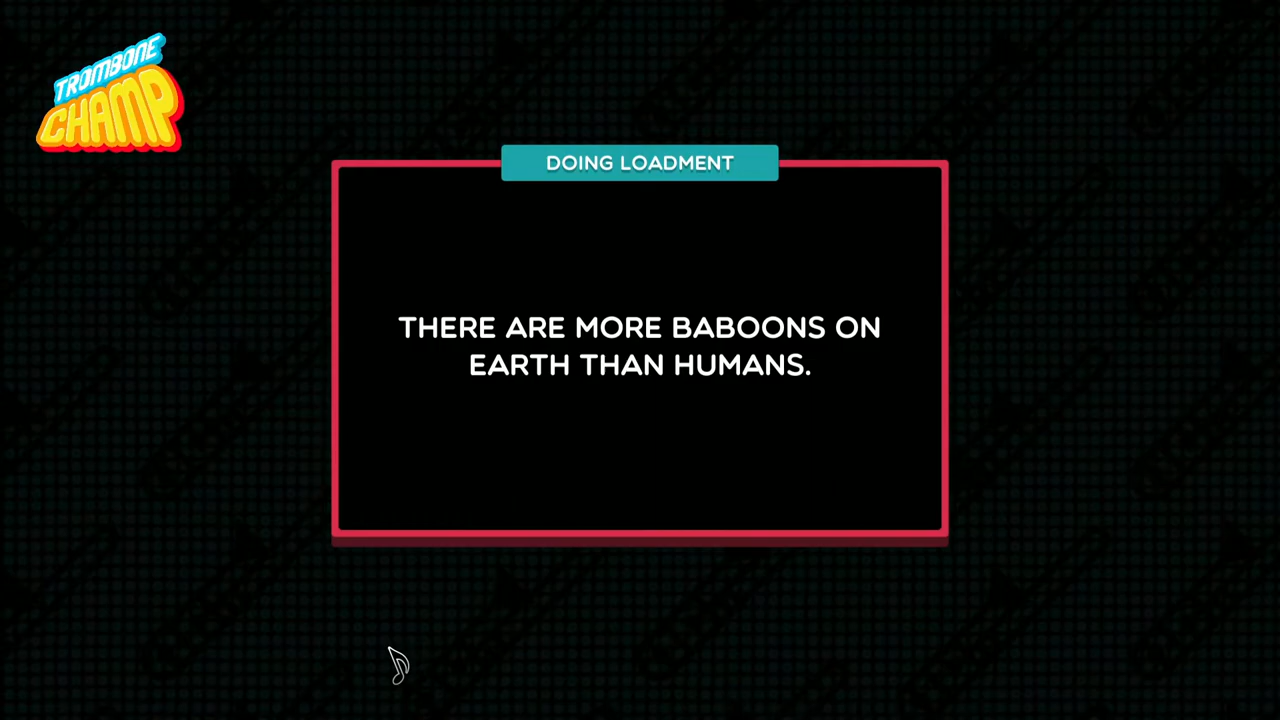 TROMBONE
CHAMP
DOING LOADMENT
THERE ARE MORE BABOONS ON
EARTH THAN HUMANS.